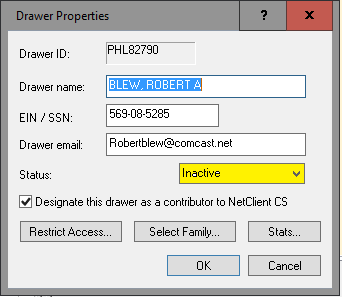 Drawer Properties
Drawer ID: PHL82790
Drawer name: BLEW, ROBERT A
EIN / SSN: 569-08-5285
Drawer email: Robertblew@comcast.net
Status: Inactive
Designate this drawer as a contributor to NetClient CS
Restrict Access... Select Family... Stats...
OK Cancel